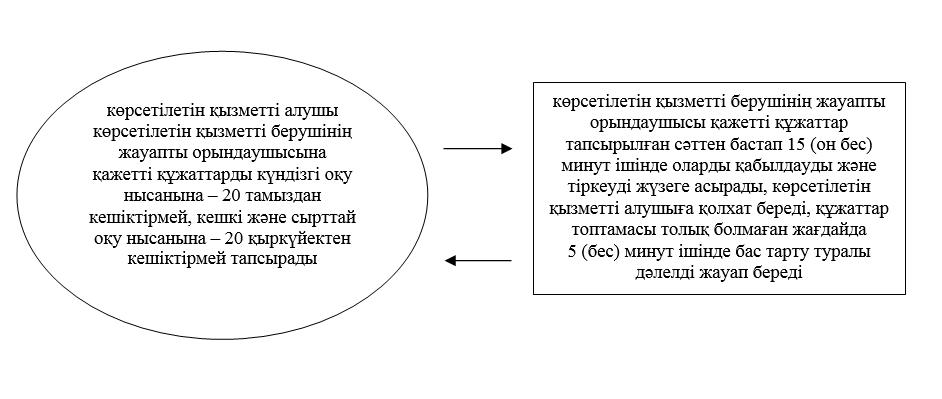 көрсетілетін қызметті алушы
көрсетілетін қызметті берушінің
жауапты орындаушысына
қажетті құжаттарды күндізгі оқу
нысанына – 20 тамыздан
кешіктірмей, кешкі және сырттай
оқу нысанына – 20 қыркүйектен
кешіктірмей тапсырады
көрсетілетін қызметті берушінің жауапты
орындаушысы қажетті құжаттар
тапсырылған сәттен бастап 15 (он бес)
минут ішінде оларды қабылдауды және
тіркеуді жүзеге асырады, көрсетілетін
қызметті алушыға қолхат береді, құжаттар
топтамасы толық болмаған жағдайда
5 (бес) минут ішінде бас тарту туралы
дәлелді жауап береді